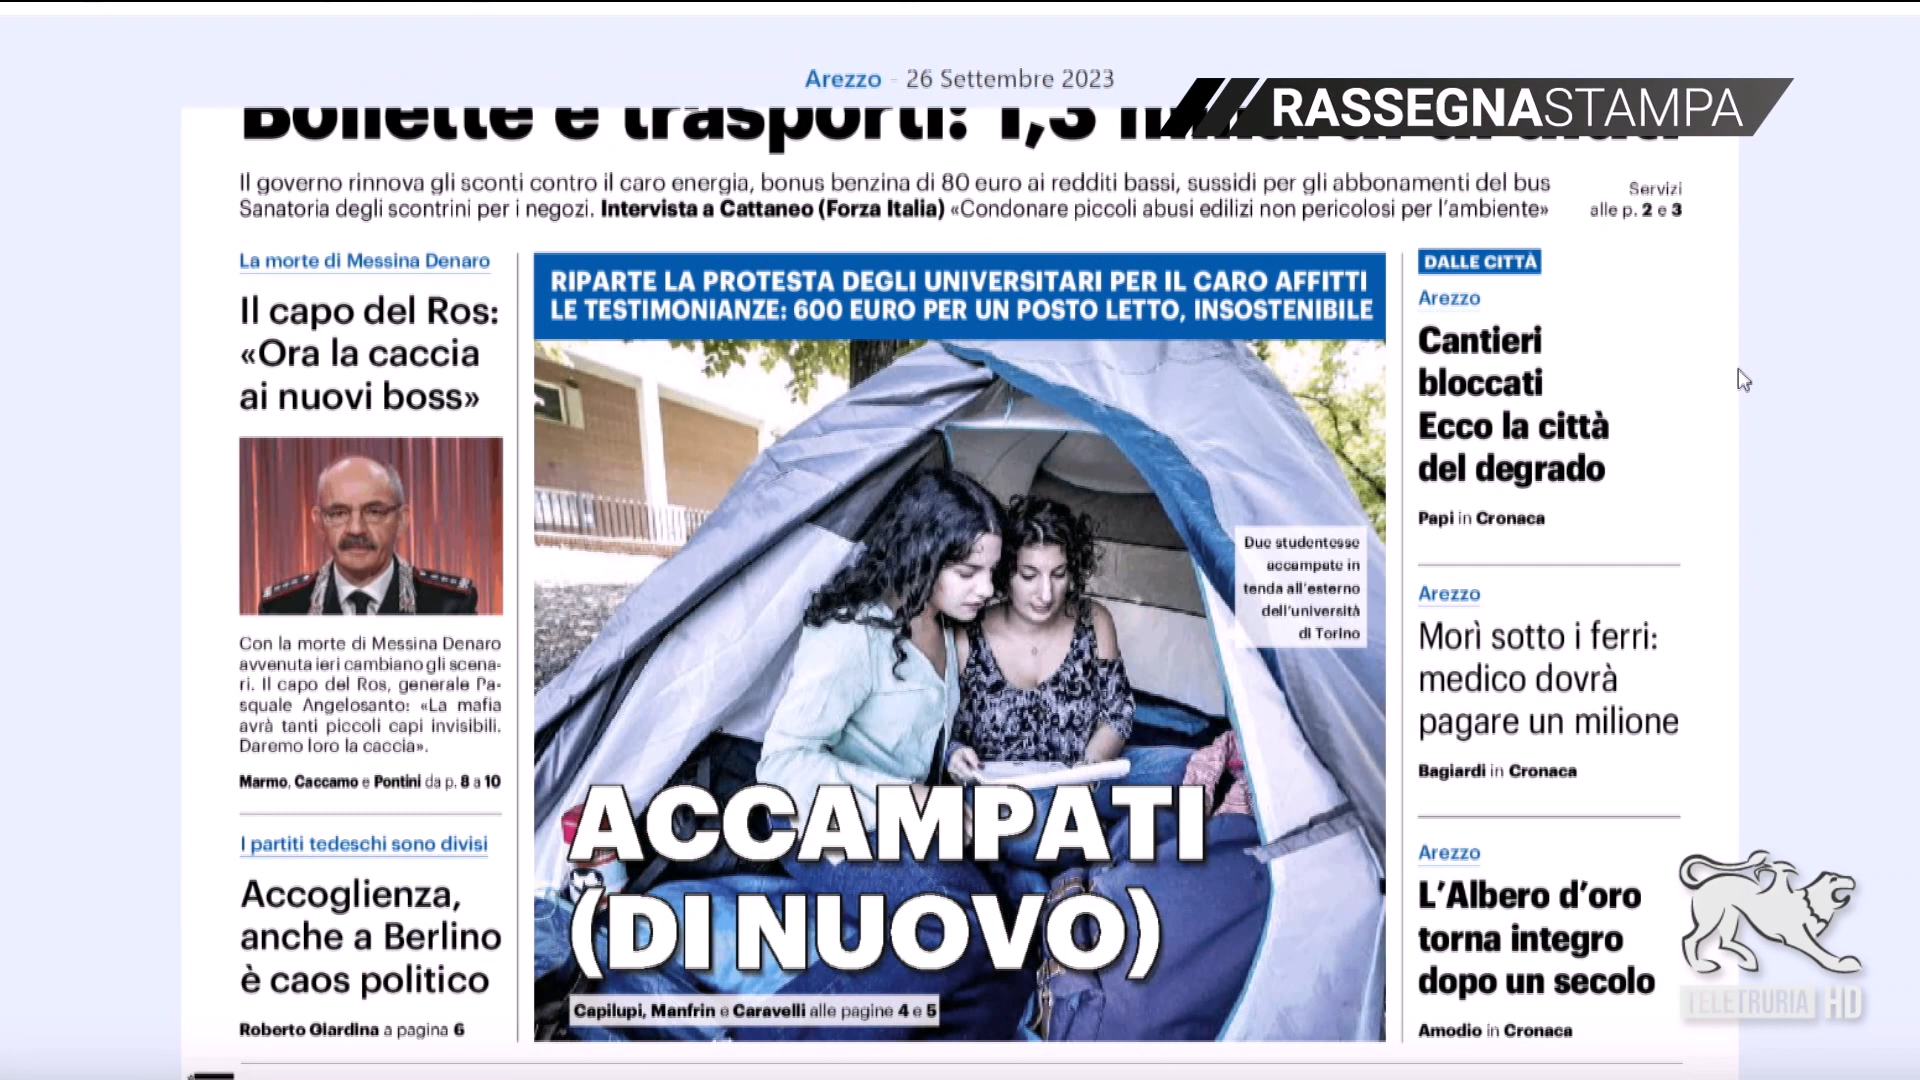 Arezzo - 26 Settembre 2023
RASSEGNASTAMPA
Bollette e trasporti: 1,3
Il governo rinnova gli sconti contro il caro energia, bonus benzina di 80 euro ai redditi bassi, sussidi per gli abbonamenti del bus
Sanatoria degli scontrini per i negozi. Intervista a Cattaneo (Forza Italia) «Condonare piccoli abusi edilizi non pericolosi per l'ambiente»
Servizi
alle p. 2 e 3
La morte di Messina Denaro
Il capo del Ros:
«Ora la caccia
ai nuovi boss»
Con la morte di Messina Denaro
avvenuta ieri cambiano gli scena-
ri. Il capo del Ros, generale Pa-
squale Angelosanto: «La mafia
avrà tanti piccoli capi invisibili.
Daremo loro la caccia».
Marmo, Caccamo e Pontini da p. 8 a 10
I partiti tedeschi sono divisi
Accoglienza,
anche a Berlino
è caos politico
Roberto Giardina a pagina 6
RIPARTE LA PROTESTA DEGLI UNIVERSITARI PER IL CARO AFFITTI
LE TESTIMONIANZE: 600 EURO PER UN POSTO LETTO, INSOSTENIBILE
Due studentesse
accampate in
tenda all'esterno
dell'università
di Torino
ACCAMPATI
(DI NUOVO)
Capilupi, Manfrin e Caravelli alle pagine 4 e 5
DALLE CITTÀ
Arezzo
Cantieri
bloccati
Ecco la città
del degrado
Papi in Cronaca
Arezzo
Morì sotto i ferri:
medico dovrà
pagare un milione
Bagiardi in Cronaca
Arezzo
L'Albero d'oro
torna integro
dopo un secolo
Amodio in Cronaca
TELETRURIA HD